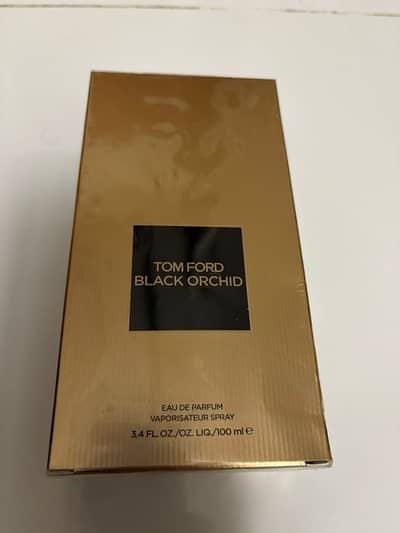 TOM FORD
BLACK ORCHID
EAU DE PARFUM
VAPORISATEUR SPRAY
3.4 FL.OZ./OZ. LIQ./100 ml ℮